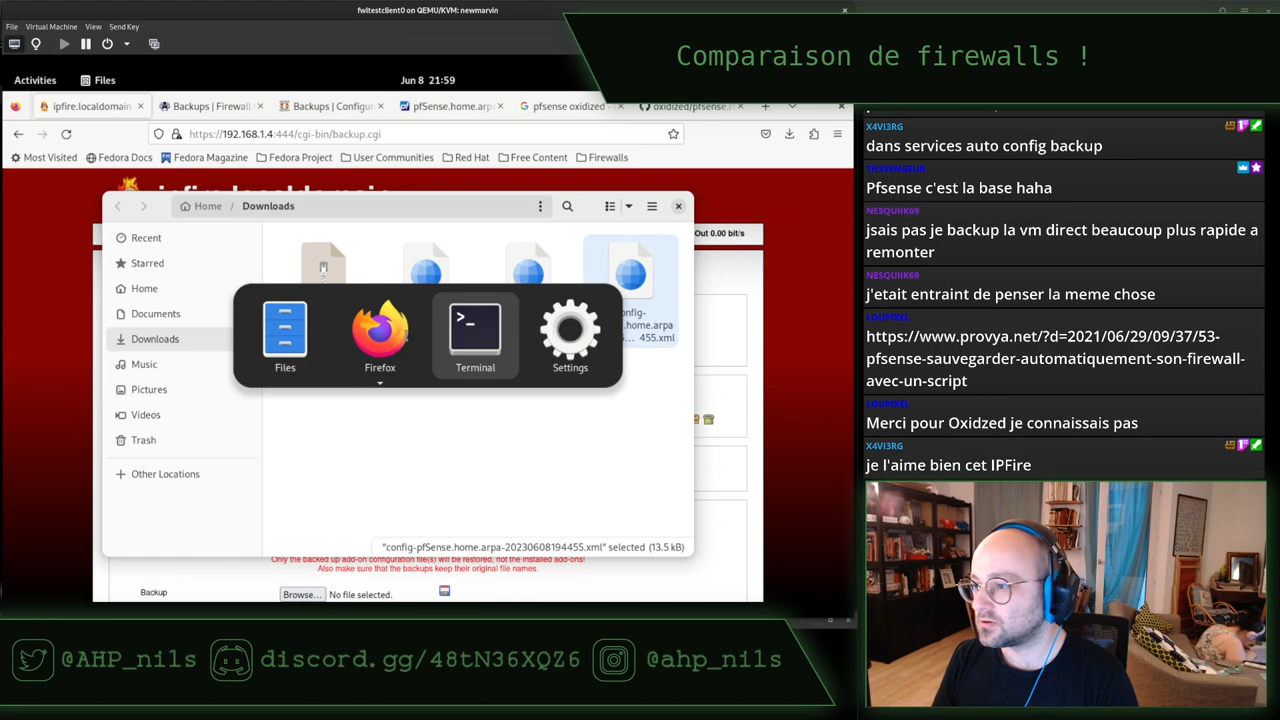 fwltestclient0 on QEMU/KVM: newmarvin
File Virtual Machine View Send Key
Comparaison de firewalls !
Activities Files Jun 8 21:59
ipfire.localdomain Backups | Firewall Backups | Configur pfSense.home.arpa pfsense oxidized - oxidized/pfsense.
https://192.168.1.4:444/cgi-bin/backup.cgi
Most Visited Fedora Docs Fedora Magazine Fedora Project User Communities Red Hat Free Content Firewalls
ipfire.localdomain
Out 0.00 bit/s
Home / Downloads
Recent
Starred
Home
Documents
Downloads
Music
Pictures
Videos
Trash
Other Locations
config-
.home.arpa
455.xml
Files
Firefox
Terminal
Settings
"config-pfSense.home.arpa-20230608194455.xml" selected (13.5 kB)
Only the backed up add-on configuration file(s) will be restored, not the installed add-ons!
Also make sure that the backups keep their original file names.
Backup Browse... No file selected.
X4VI3RG
dans services auto config backup
TH3VENGEUR
Pfsense c'est la base haha
NESQUIIK69
jsais pas je backup la vm direct beaucoup plus rapide a
remonter
NESQUIIK69
j'etait entraint de penser la meme chose
LOUPIXEL
https://www.provya.net/?d=2021/06/29/09/37/53-
pfsense-sauvegarder-automatiquement-son-firewall-
avec-un-script
LOUPIXEL
Merci pour Oxidzed je connaissais pas
X4VI3RG
je l'aime bien cet IPFire
@AHP_nils discord.gg/48tN36XQZ6 @ahp_nils